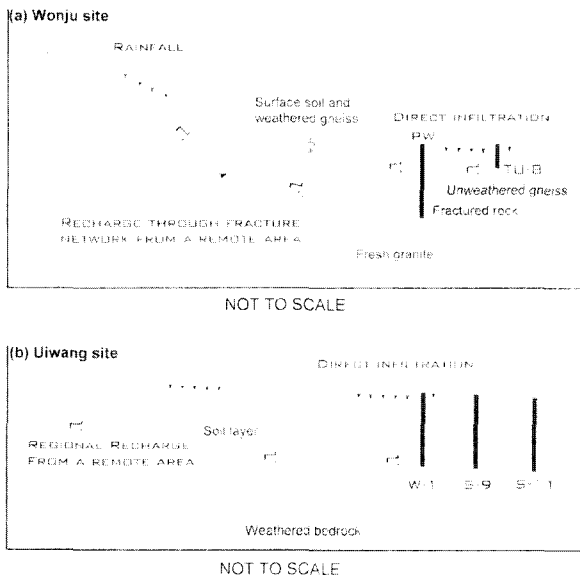 (a) Wonju site
RAINFALL
Surface soil and
weathered gneiss
DIRECT INFILTRATION
PW
TU-B
Unweathered gneiss
Fractured rock
RECHARGE THROUGH FRACTURE
NETWORK FROM A REMOTE AREA
Fresh granite
NOT TO SCALE
(b) Uiwang site
DIRECT INFILTRATION
Soil layer
REGIONAL RECHARGE
FROM A REMOTE AREA
W-1 S-9
Weathered bedrock
NOT TO SCALE